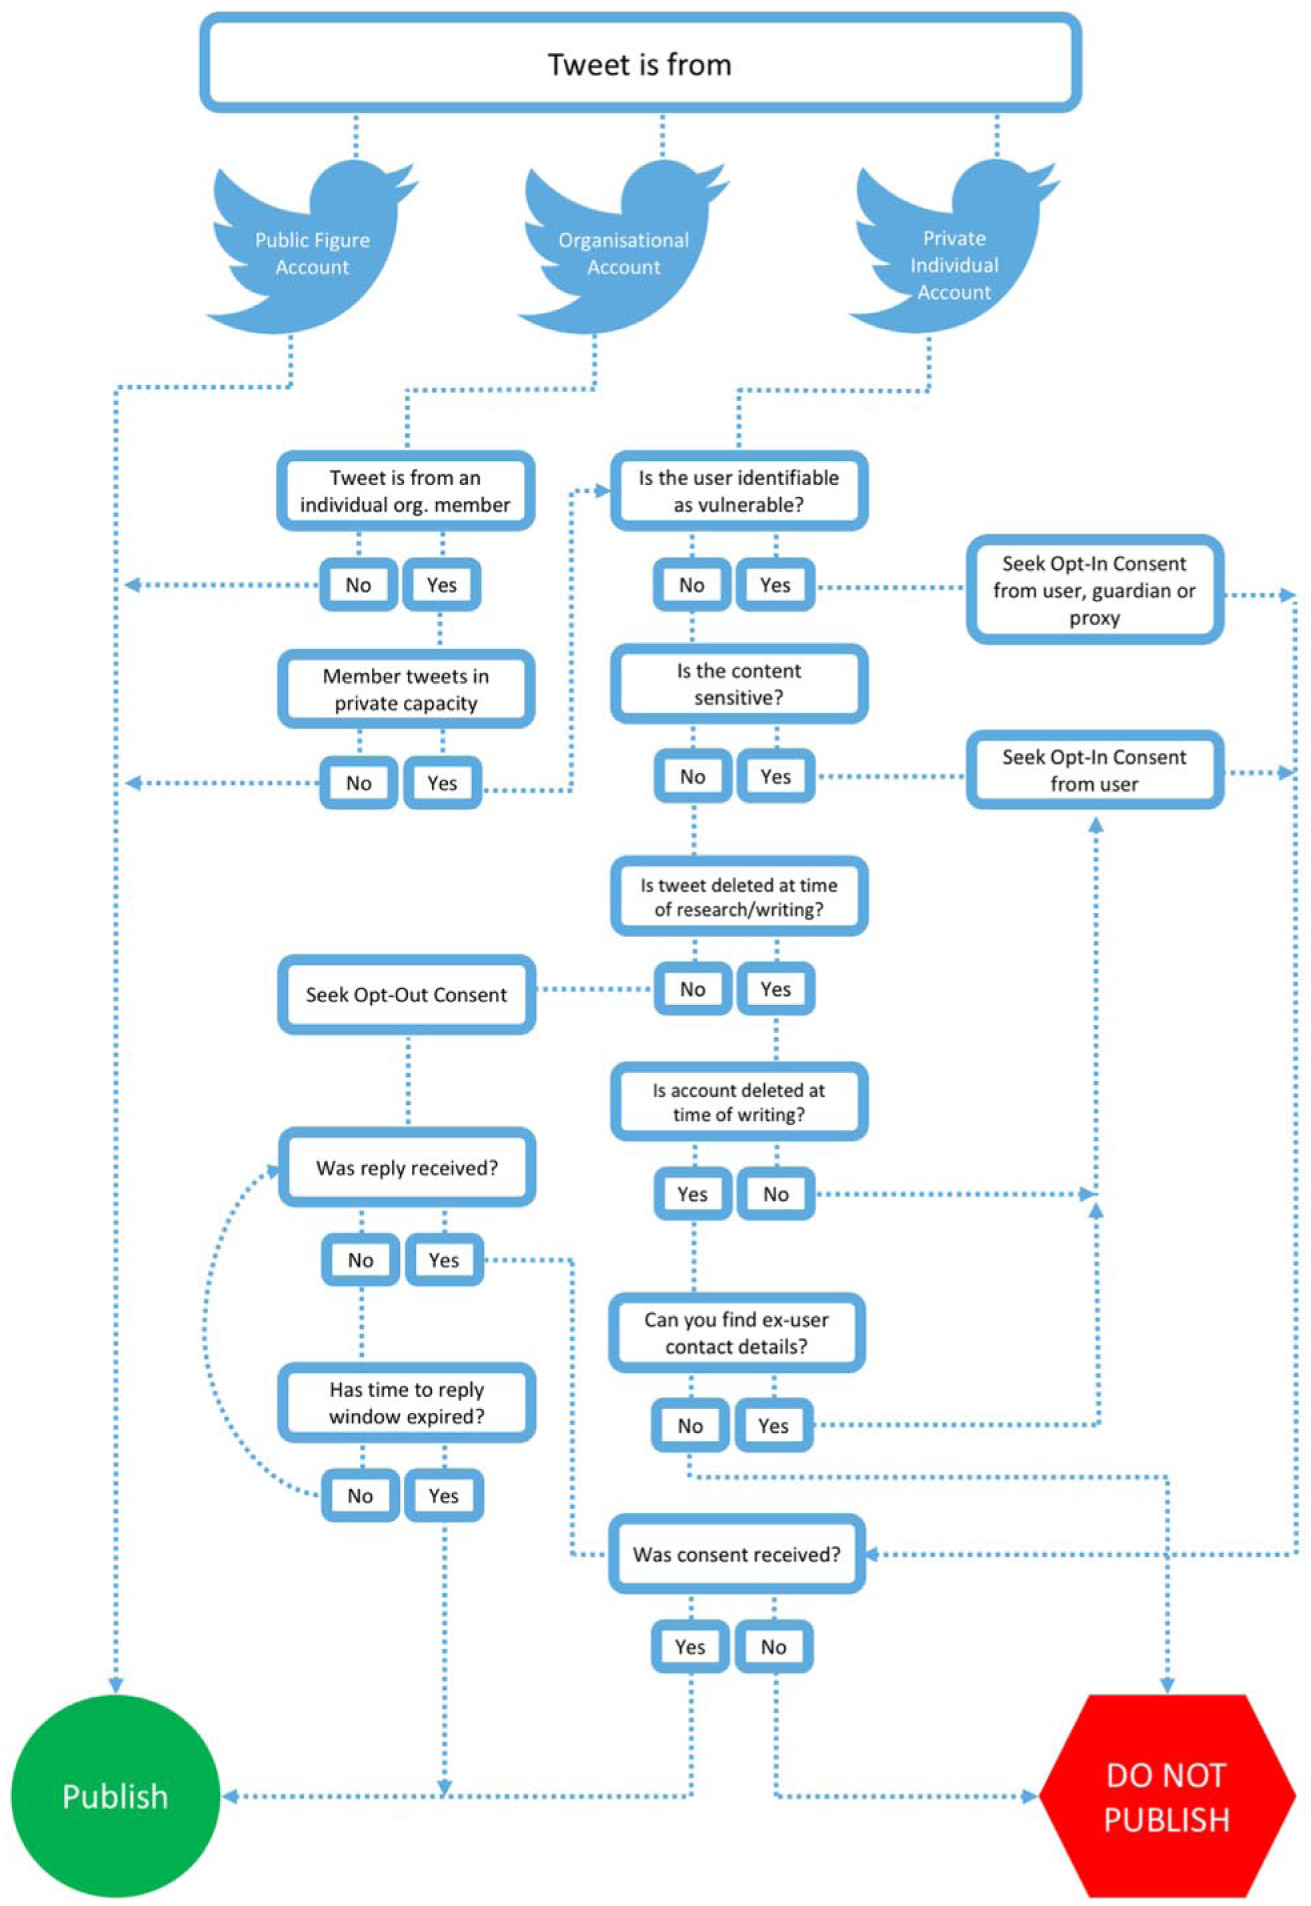 Tweet is from
Public Figure
Account
Organisational
Account
Private
Individual
Account
Tweet is from an
individual org. member
No
Yes
Member tweets in
private capacity
No
Yes
Is the user identifiable
as vulnerable?
No
Yes
Seek Opt-In Consent
from user, guardian or
proxy
Is the content
sensitive?
No
Yes
Seek Opt-In Consent
from user
Is tweet deleted at time
of research/writing?
No
Yes
Seek Opt-Out Consent
Is account deleted at
time of writing?
Yes
No
Was reply received?
No
Yes
Can you find ex-user
contact details?
No
Yes
Has time to reply
window expired?
No
Yes
Was consent received?
Yes
No
Publish
DO NOT
PUBLISH